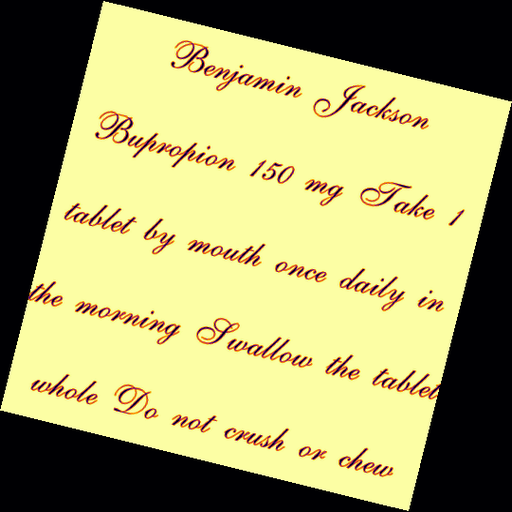 Benjamin Jackson
Bupropion 150 mg Take 1
tablet by mouth once daily in
the morning Swallow the tablet
whole Do not crush or chew